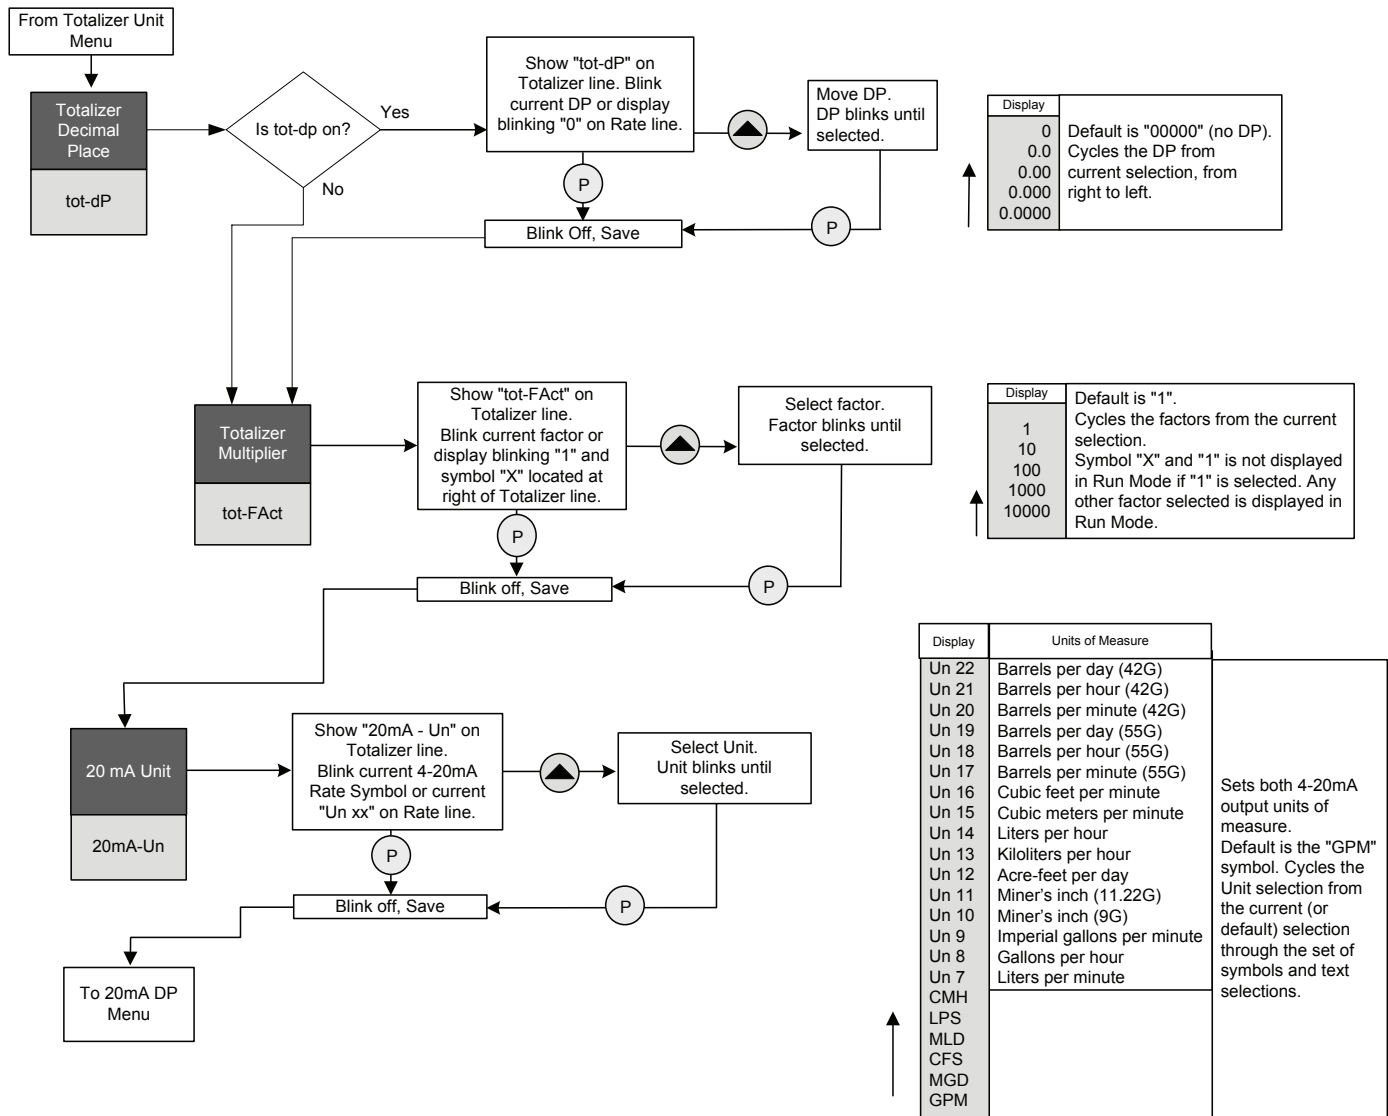 From Totalizer Unit
Menu
Totalizer
Decimal
Place
tot-dP
Is tot-dp on?
Yes
No
Show "tot-dP" on
Totalizer line. Blink
current DP or display
blinking "0" on Rate line.
Move DP.
DP blinks until
selected.
P
P
Blink Off, Save
Display
0
0.0
0.00
0.000
0.0000
Default is "00000" (no DP).
Cycles the DP from
current selection, from
right to left.
Totalizer
Multiplier
tot-FAct
Show "tot-FAct" on
Totalizer line.
Blink current factor or
display blinking "1" and
symbol "X" located at
right of Totalizer line.
Select factor.
Factor blinks until
selected.
P
P
Blink off, Save
Display
1
10
100
1000
10000
Default is "1".
Cycles the factors from the current
selection.
Symbol "X" and "1" is not displayed
in Run Mode if "1" is selected. Any
other factor selected is displayed in
Run Mode.
20 mA Unit
20mA-Un
Show "20mA - Un" on
Totalizer line.
Blink current 4-20mA
Rate Symbol or current
"Un xx" on Rate line.
Select Unit.
Unit blinks until
selected.
P
P
Blink off, Save
To 20mA DP
Menu
Display Units of Measure
Un 22 Barrels per day (42G)
Un 21 Barrels per hour (42G)
Un 20 Barrels per minute (42G)
Un 19 Barrels per day (55G)
Un 18 Barrels per hour (55G)
Un 17 Barrels per minute (55G)
Un 16 Cubic feet per minute
Un 15 Cubic meters per minute
Un 14 Liters per hour
Un 13 Kiloliters per hour
Un 12 Acre-feet per day
Un 11 Miner's inch (11.22G)
Un 10 Miner's inch (9G)
Un 9 Imperial gallons per minute
Un 8 Gallons per hour
Un 7 Liters per minute
CMH
LPS
MLD
CFS
MGD
GPM
Sets both 4-20mA
output units of
measure.
Default is the "GPM"
symbol. Cycles the
Unit selection from
the current (or
default) selection
through the set of
symbols and text
selections.